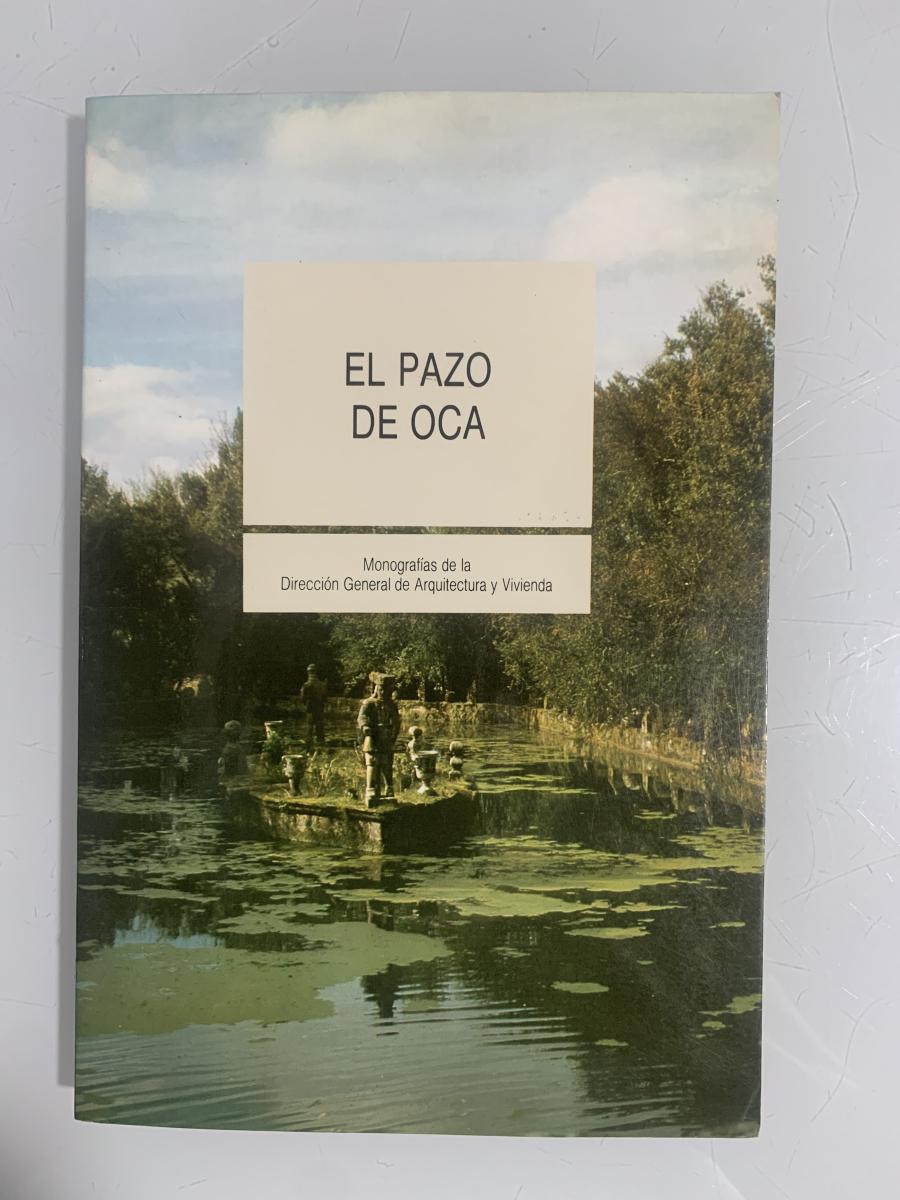 EL PAZO
DE OCA
Monografías de la
Dirección General de Arquitectura y Vivienda